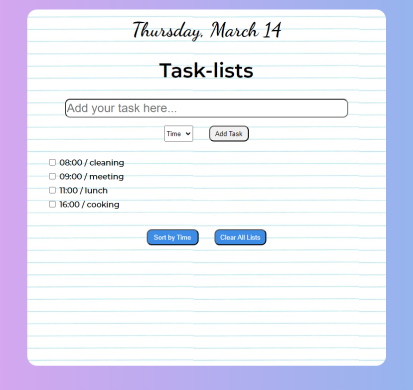 Thursday, March 14
Task-lists
Add your task here...
Time Add Task
08:00 / cleaning
09:00 / meeting
11:00 / lunch
16:00 / cooking
Sort by Time Clear All Lists